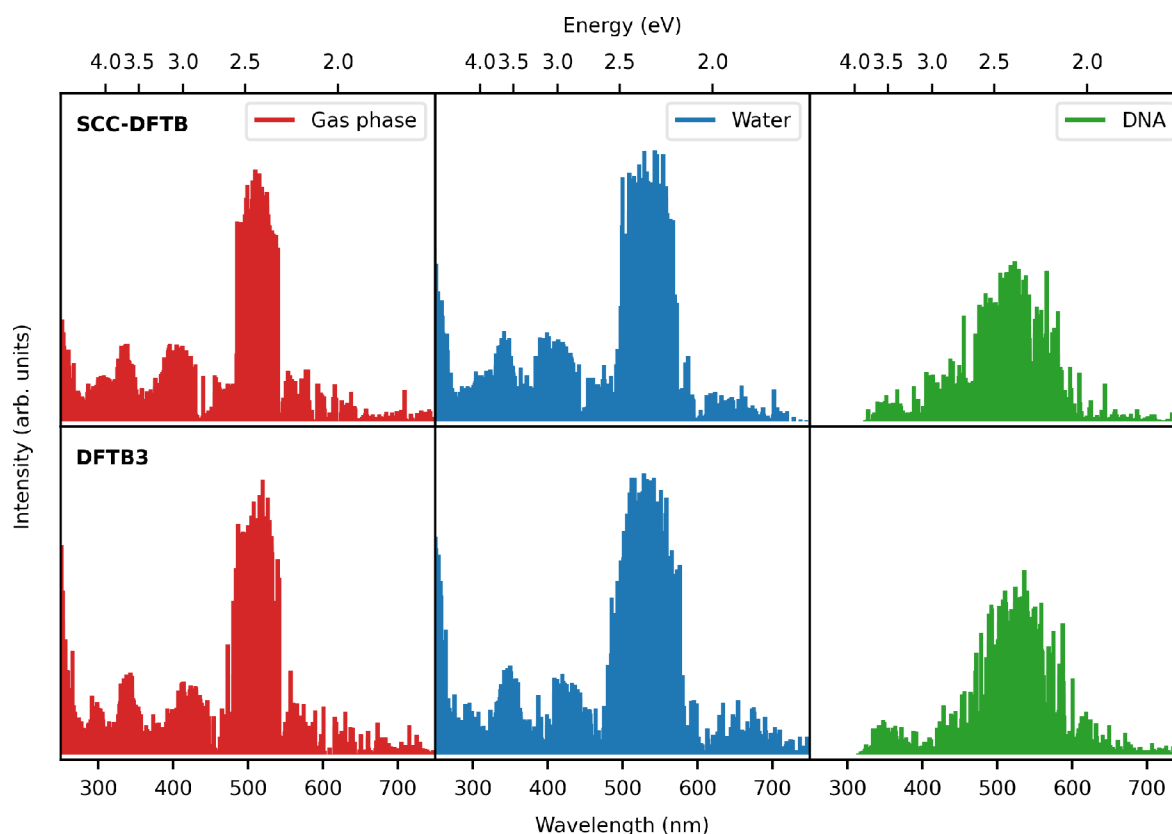 Energy (eV)
4.0 3.5 3.0 2.5 2.0 4.0 3.5 3.0 2.5 2.0 4.0 3.5 3.0 2.5 2.0
SCC-DFTB
Gas phase
Water
DNA
Intensity (arb. units)
DFTB3
300 400 500 600 700 300 400 500 600 700 300 400 500 600 700
Wavelength (nm)